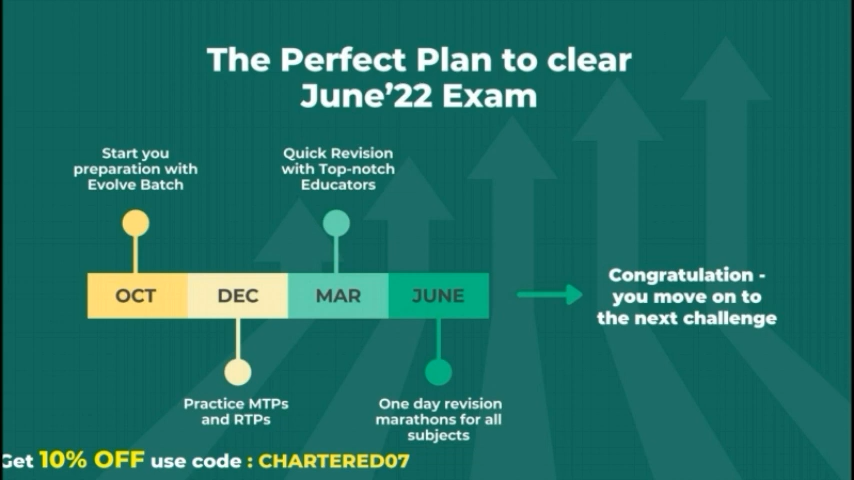 The Perfect Plan to clear
June'22 Exam
Start you
preparation with
Evolve Batch
Quick Revision
with Top-notch
Educators
OCT
DEC
MAR
JUNE
Congratulation -
you move on to
the next challenge
Practice MTPs
and RTPs
One day revision
marathons for all
subjects
Get 10% OFF use code : CHARTERED07